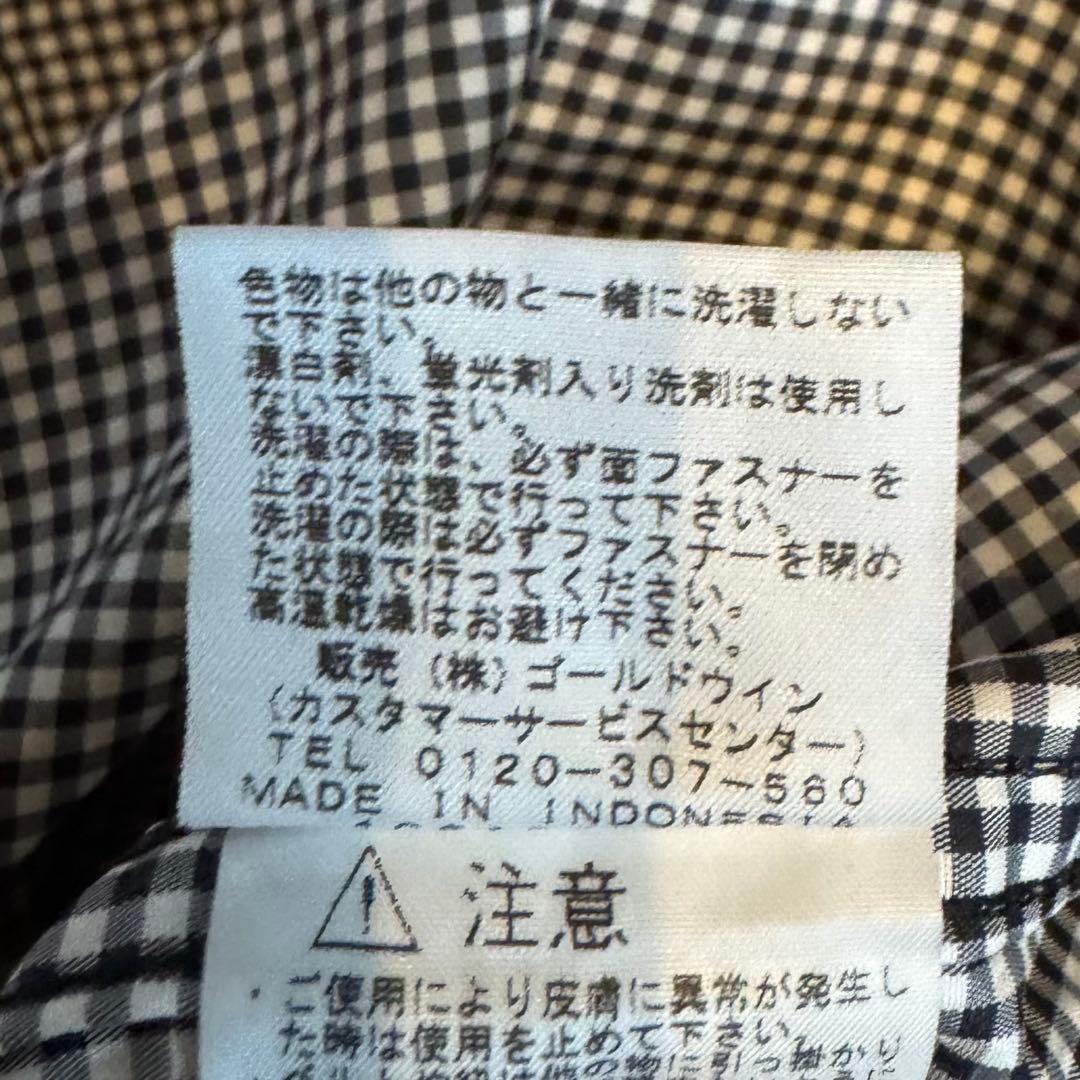 色物は他の物と一緒に洗濯しない
で下さい。
濃色白剤、蛍光剤入り洗剤は使用し
ないで下さい。
洗濯の際は、必ず面ファスナーを
止めた状態で行って下さい。
洗濯の際は必ずファスナーを閉め
た状態で行ってください。
高温乾燥はお避け下さい。
販売 (株)ゴールドウイン
(カスタマーサービスセンター)
TEL 0120-307-560
MADE IN INDONESIA
注意
・ご使用により皮膚に異常が発生し
た時は使用を止めて下さい。